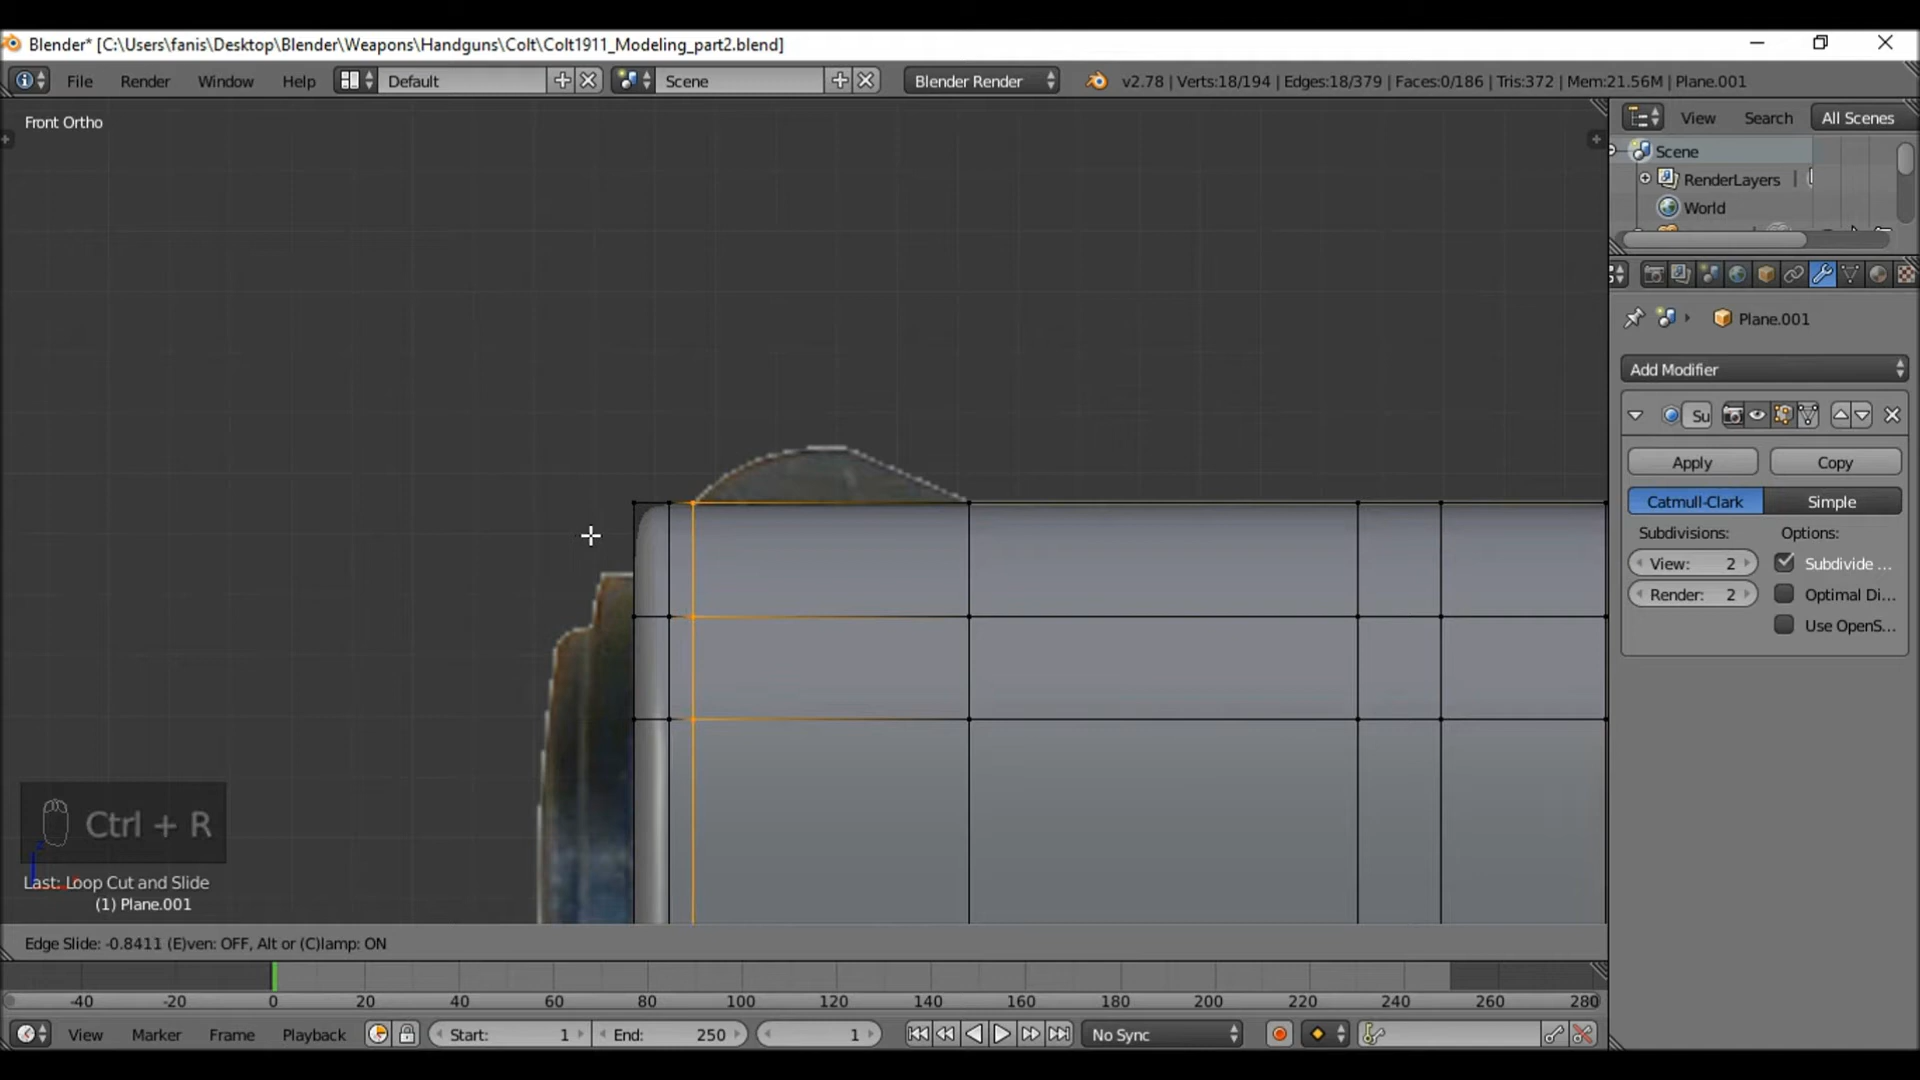 Blender* [C:\Users\fanis\Desktop\Blender\Weapons\Handguns\Colt\Colt1911_Modeling_part2.blend]
File Render Window Help Default Scene Blender Render v2.78 | Verts:18/194 | Edges:18/379 | Faces:0/186 | Tris:372 | Mem:21.56M | Plane.001
Front Ortho
View Search All Scenes
Scene
RenderLayers
World
Plane.001
Add Modifier
Su
Apply Copy
Catmull-Clark Simple
Subdivisions: Options:
View: 2 Subdivide ...
Render: 2 Optimal Di...
Use OpenS...
Ctrl + R
Last: Loop Cut and Slide
(1) Plane.001
Edge Slide: -0.8411 (E)ven: OFF, Alt or (C)lamp: ON
-40 -20 0 20 40 60 80 100 120 140 160 180 200 220 240 260 280
View Marker Frame Playback Start: 1 End: 250 1 No Sync